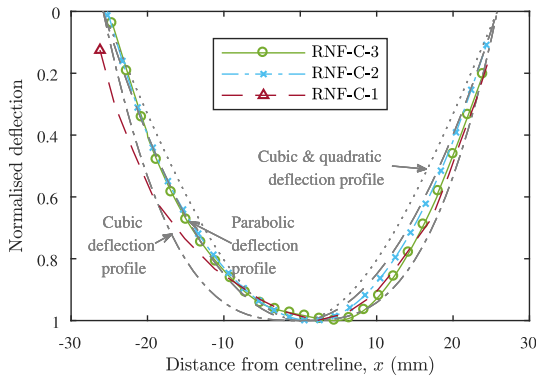 0
0.2
0.4
0.6
0.8
1
Normalised deflection
RNF-C-3
RNF-C-2
RNF-C-1
Cubic & quadratic
deflection profile
Cubic
deflection
profile
Parabolic
deflection
profile
-30
-20
-10
0
10
20
30
Distance from centreline, x (mm)